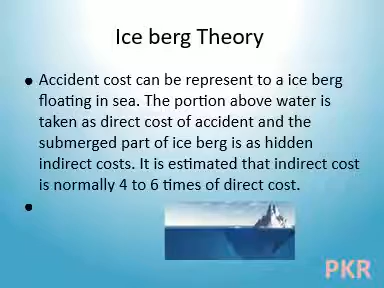 Ice berg Theory
• Accident cost can be represent to a ice berg
floating in sea. The portion above water is
taken as direct cost of accident and the
submerged part of ice berg is as hidden
indirect costs. It is estimated that indirect cost
is normally 4 to 6 times of direct cost.
•
PKR